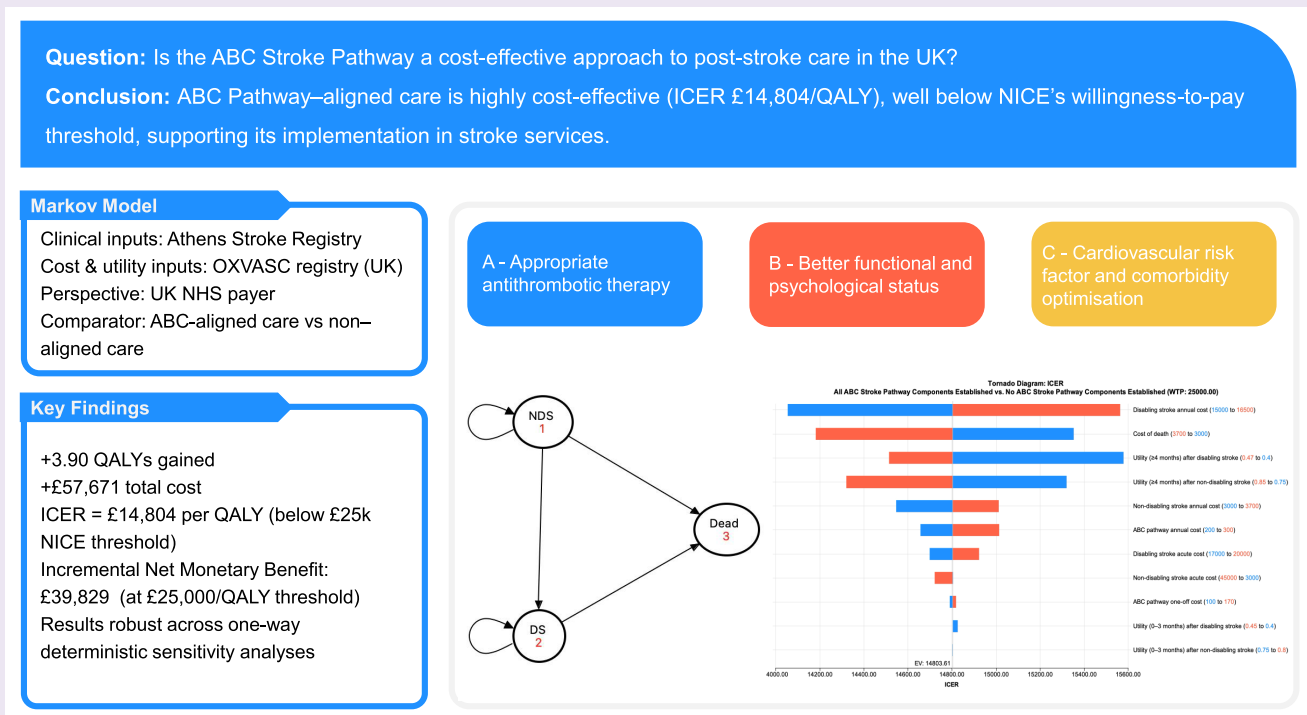 Question: Is the ABC Stroke Pathway a cost-effective approach to post-stroke care in the UK?
Conclusion: ABC Pathway–aligned care is highly cost-effective (ICER £14,804/QALY), well below NICE's willingness-to-pay
threshold, supporting its implementation in stroke services.
Markov Model
Clinical inputs: Athens Stroke Registry
Cost & utility inputs: OXVASC registry (UK)
Perspective: UK NHS payer
Comparator: ABC-aligned care vs non–
aligned care
Key Findings
+3.90 QALYs gained
+£57,671 total cost
ICER = £14,804 per QALY (below £25k
NICE threshold)
Incremental Net Monetary Benefit:
£39,829 (at £25,000/QALY threshold)
Results robust across one-way
deterministic sensitivity analyses
A - Appropriate
antithrombotic therapy
B - Better functional and
psychological status
C - Cardiovascular risk
factor and comorbidity
optimisation
NDS
1
Dead
3
DS
2
Tornado Diagram: ICER
All ABC Stroke Pathway Components Established vs. No ABC Stroke Pathway Components Established (WTP: 25000.00)
Disabling stroke annual cost (15000 to 16500)
Cost of death (3700 to 3000)
Utility (≥4 months) after disabling stroke (0.47 to 0.4)
Utility (≥4 months) after non-disabling stroke (0.85 to 0.75)
Non-disabling stroke annual cost (3000 to 3700)
ABC pathway annual cost (200 to 300)
Disabling stroke acute cost (17000 to 20000)
Non-disabling stroke acute cost (45000 to 3000)
ABC pathway one-off cost (100 to 170)
Utility (0–3 months) after disabling stroke (0.45 to 0.4)
Utility (0–3 months) after non-disabling stroke (0.75 to 0.8)
EV: 14803.61
4000.00 14200.00 14400.00 14600.00 14800.00 15000.00 15200.00 15400.00 15600.00
ICER